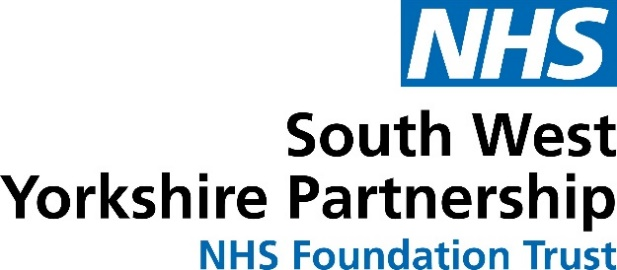 NHS
South West
Yorkshire Partnership
NHS Foundation Trust